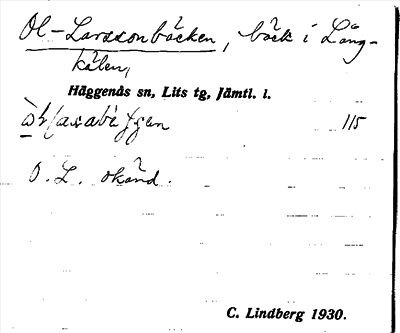 Ol-Larssonbäcken, bäck i Lång-
kälen,
Häggenås sn, Lits tg, Jämtl. l.
115
O. L. okänd.
C. Lindberg 1930.